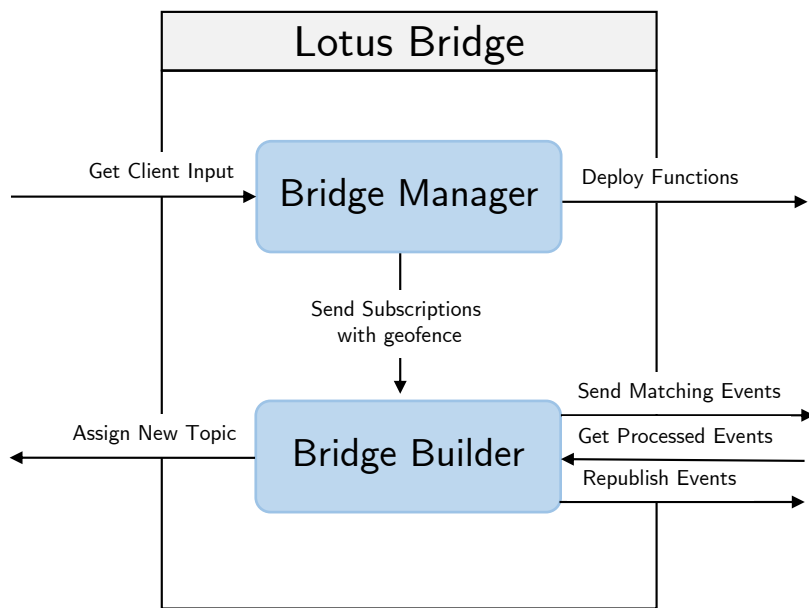 Lotus Bridge
Get Client Input
Bridge Manager
Deploy Functions
Send Subscriptions
with geofence
Send Matching Events
Assign New Topic
Bridge Builder
Get Processed Events
Republish Events